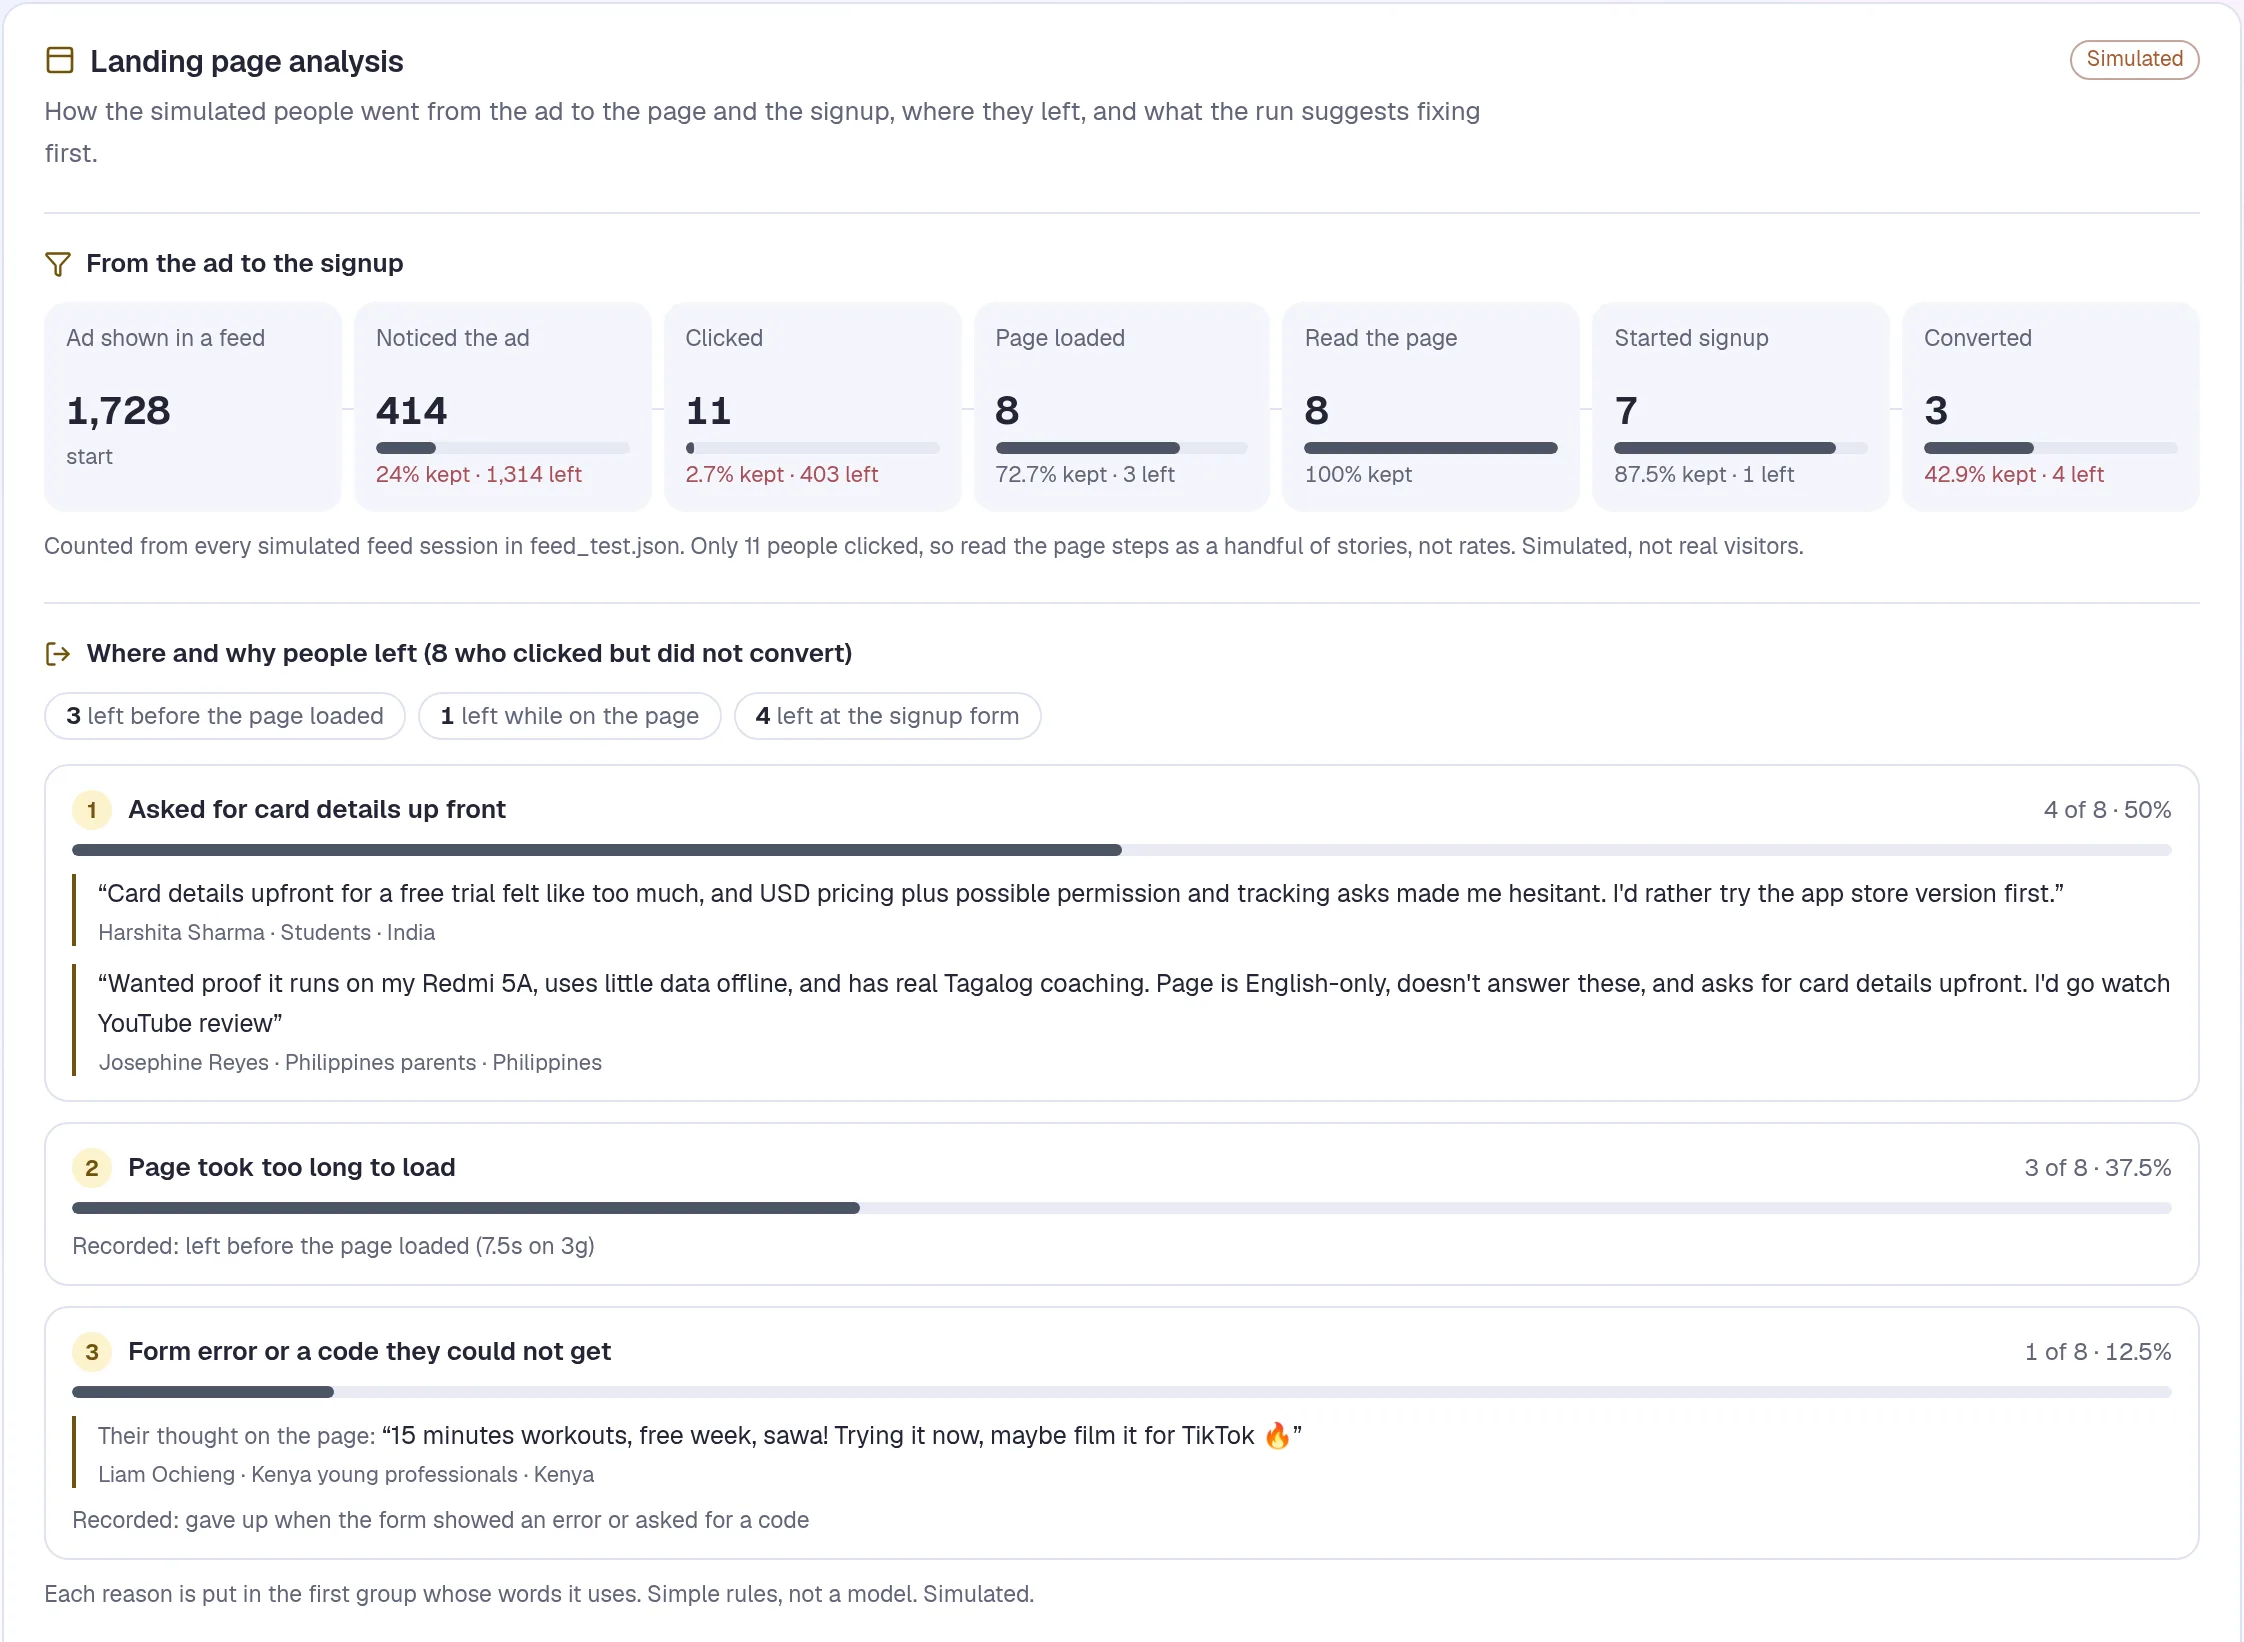 Landing page analysis
Simulated
How the simulated people went from the ad to the page and the signup, where they left, and what the run suggests fixing
first.
From the ad to the signup
Ad shown in a feed
1,728
start
Noticed the ad
414
24% kept · 1,314 left
Clicked
11
2.7% kept · 403 left
Page loaded
8
72.7% kept · 3 left
Read the page
8
100% kept
Started signup
7
87.5% kept · 1 left
Converted
3
42.9% kept · 4 left
Counted from every simulated feed session in feed_test.json. Only 11 people clicked, so read the page steps as a handful of stories, not rates. Simulated, not real visitors.
Where and why people left (8 who clicked but did not convert)
3 left before the page loaded
1 left while on the page
4 left at the signup form
1 Asked for card details up front
4 of 8 · 50%
“Card details upfront for a free trial felt like too much, and USD pricing plus possible permission and tracking asks made me hesitant. I'd rather try the app store version first.”
Harshita Sharma · Students · India
“Wanted proof it runs on my Redmi 5A, uses little data offline, and has real Tagalog coaching. Page is English-only, doesn't answer these, and asks for card details upfront. I'd go watch
YouTube review”
Josephine Reyes · Philippines parents · Philippines
2 Page took too long to load
3 of 8 · 37.5%
Recorded: left before the page loaded (7.5s on 3g)
3 Form error or a code they could not get
1 of 8 · 12.5%
Their thought on the page: “15 minutes workouts, free week, sawa! Trying it now, maybe film it for TikTok 🔥”
Liam Ochieng · Kenya young professionals · Kenya
Recorded: gave up when the form showed an error or asked for a code
Each reason is put in the first group whose words it uses. Simple rules, not a model. Simulated.